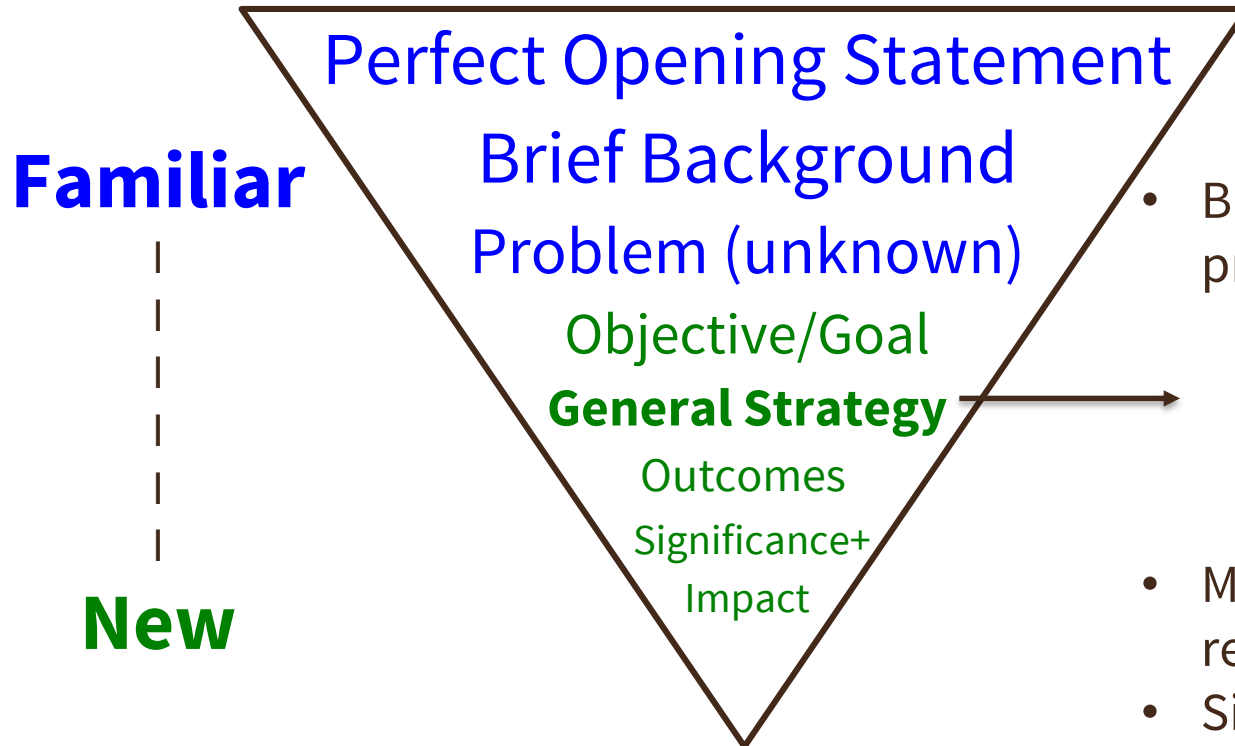 Perfect Opening Statement
Brief Background
Familiar
Problem (unknown)
Objective/Goal
General Strategy
Outcomes
Significance+
Impact
New